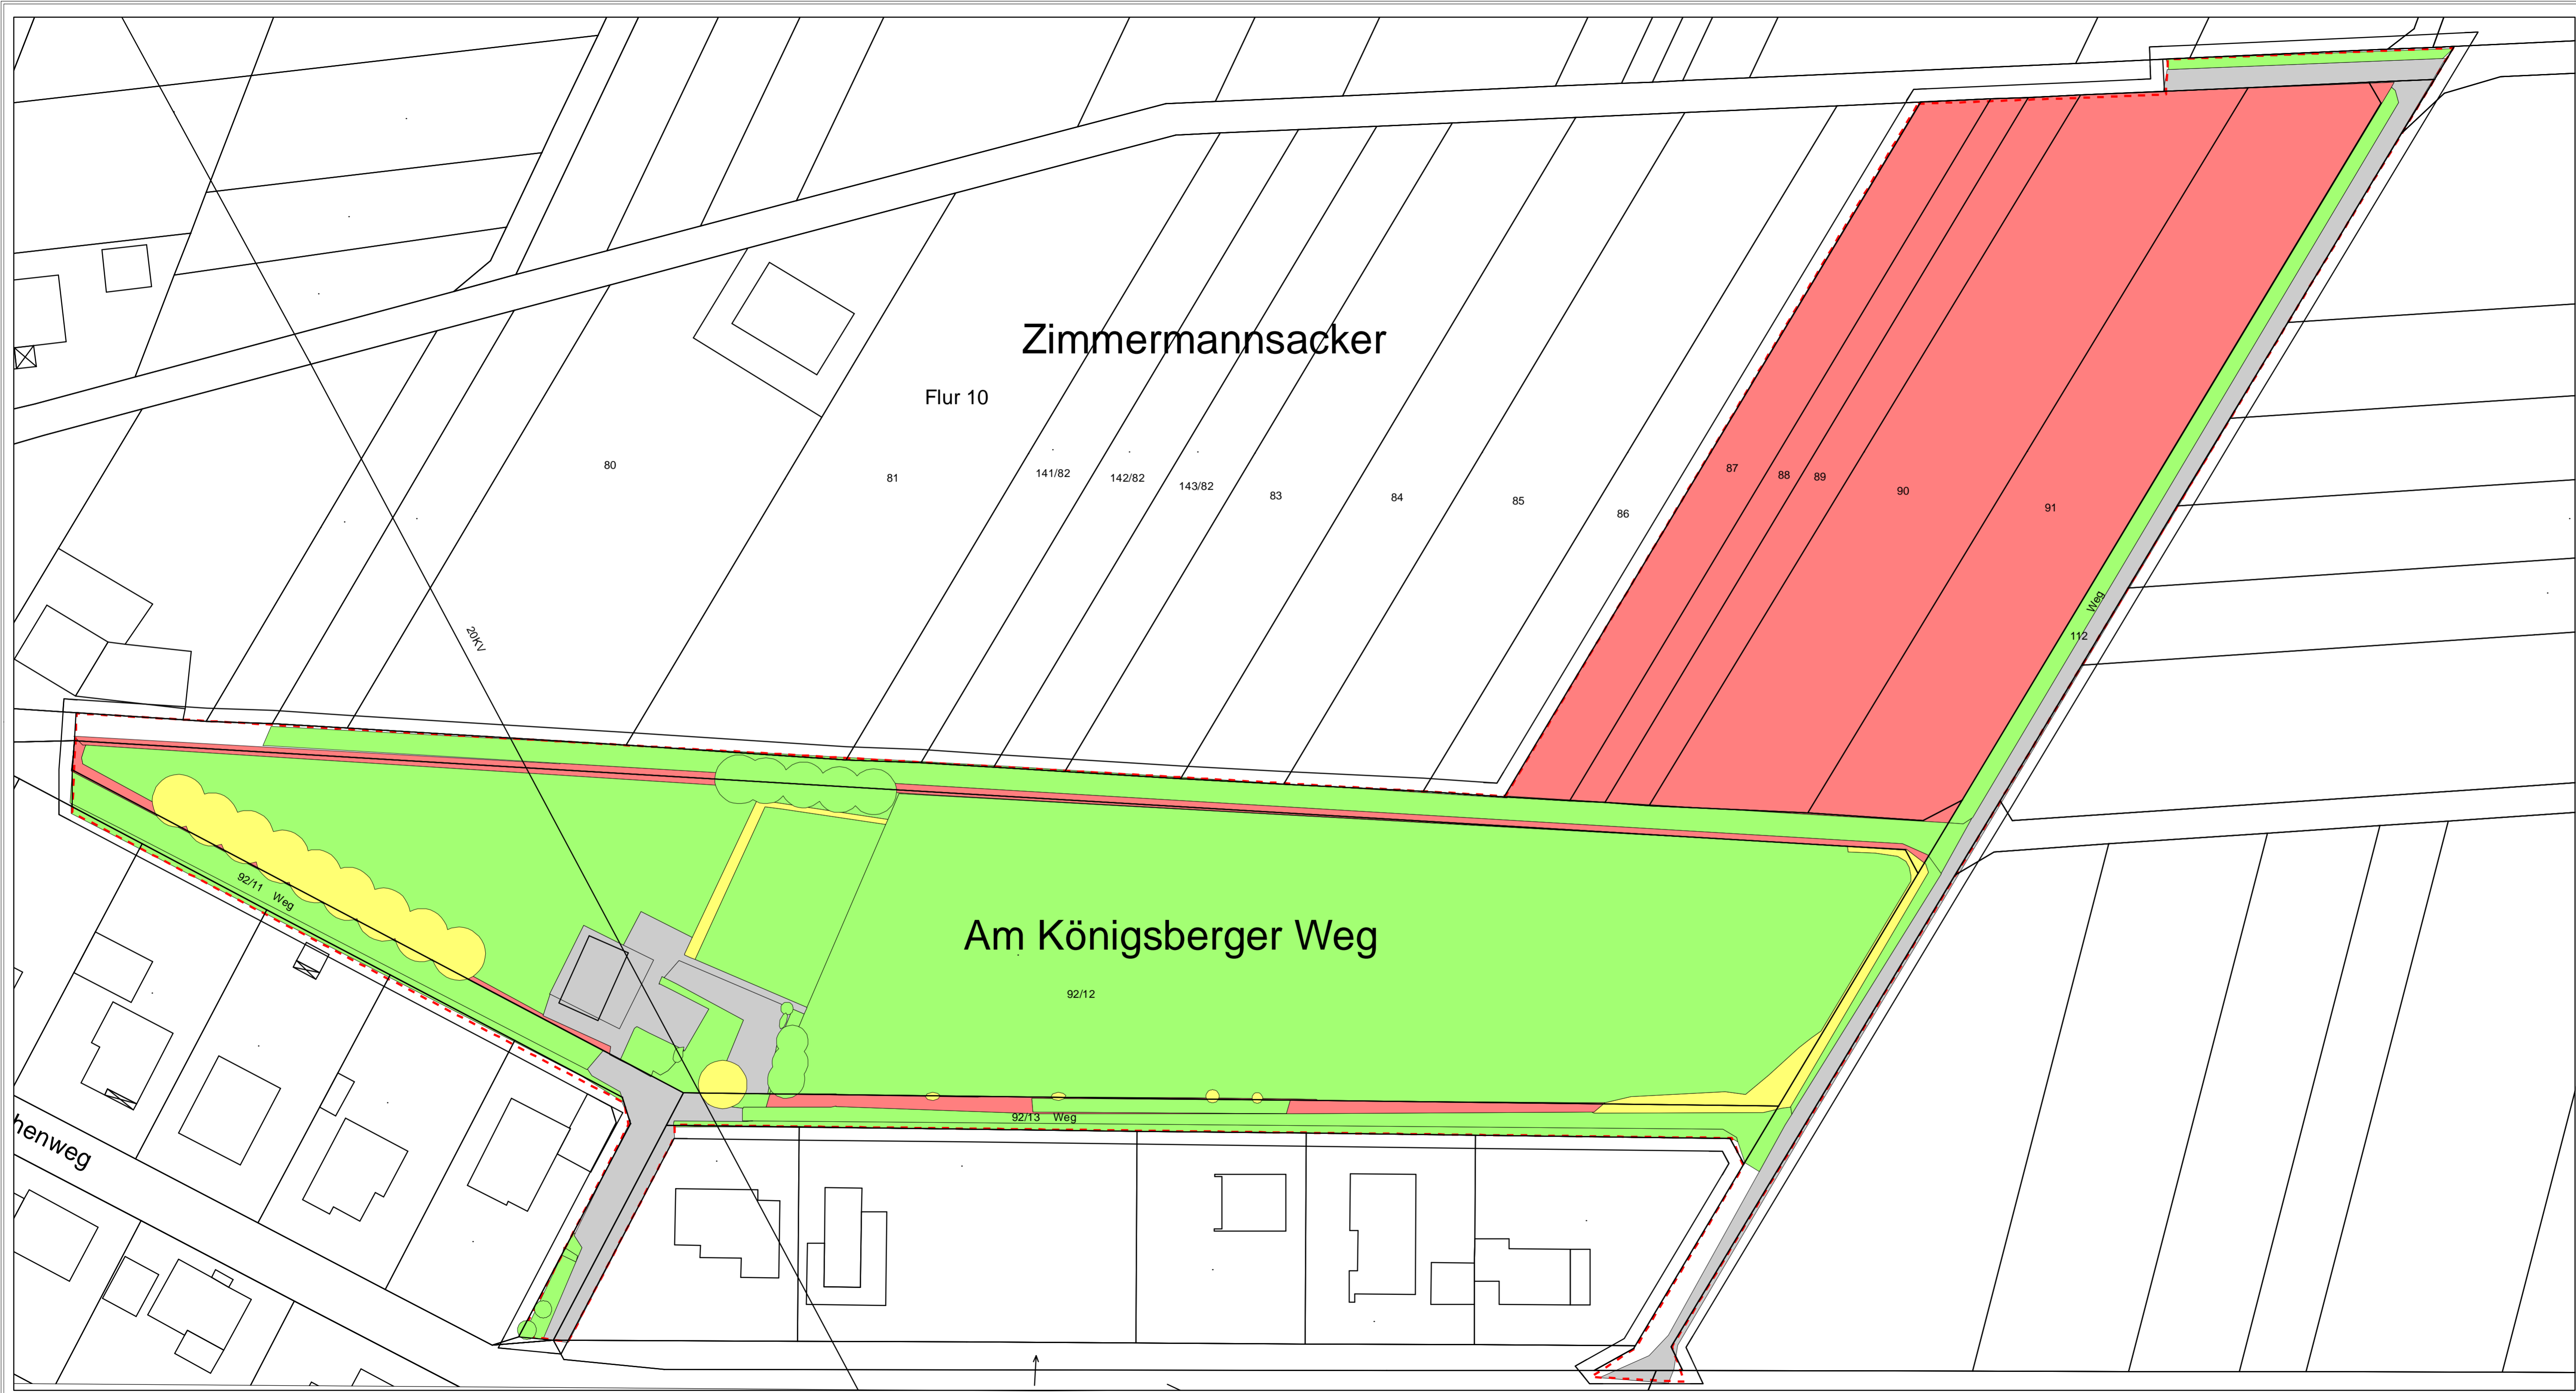 Zimmermannsacker
Flur 10
80
81
141/82
142/82
143/82
83
84
85
86
87
88
89
90
91
Weg
112
20KV
92/11 Weg
Am Königsberger Weg
92/12
92/13 Weg
henweg